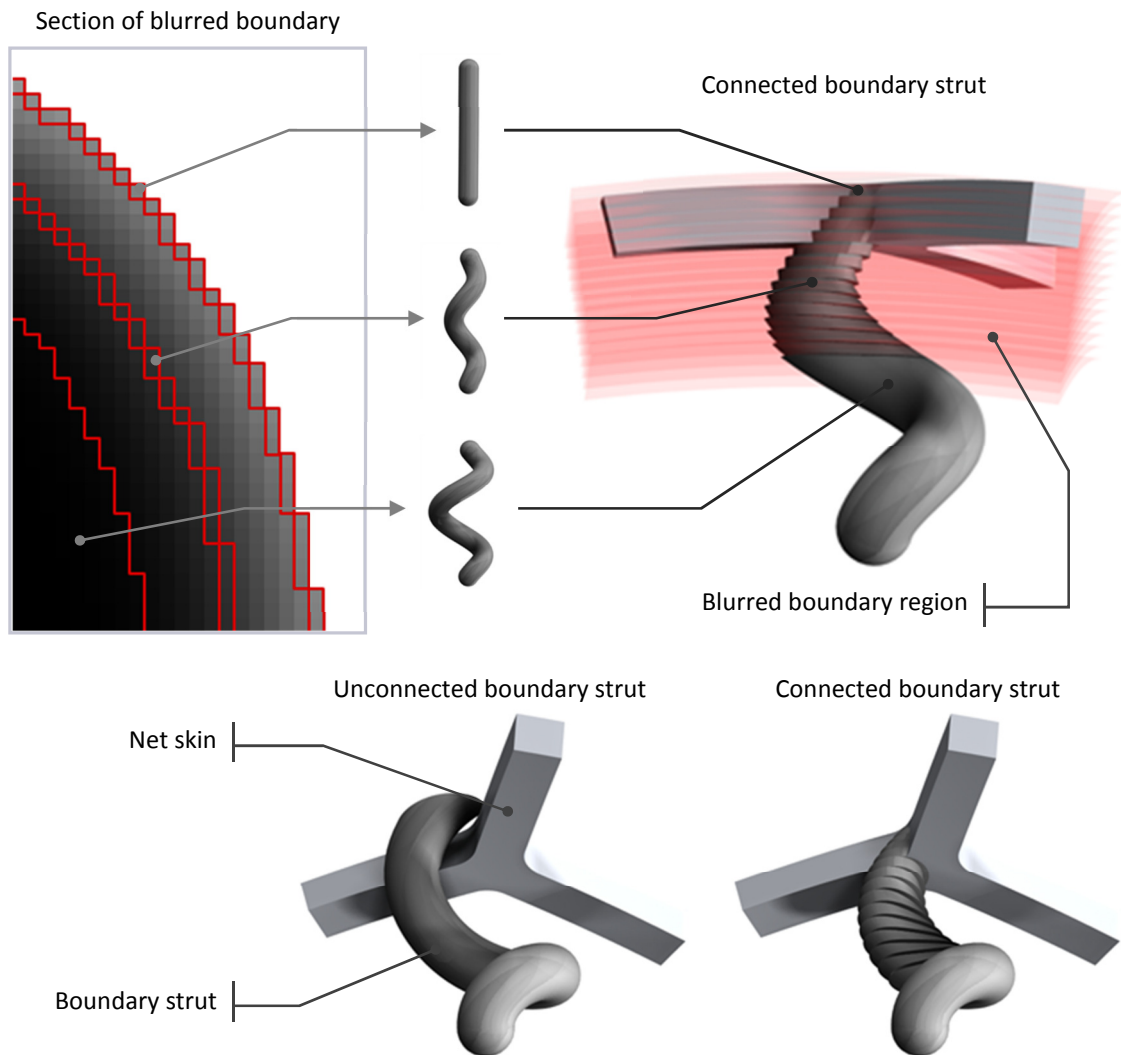 Section of blurred boundary
Connected boundary strut
Blurred boundary region
Unconnected boundary strut
Connected boundary strut
Net skin
Boundary strut